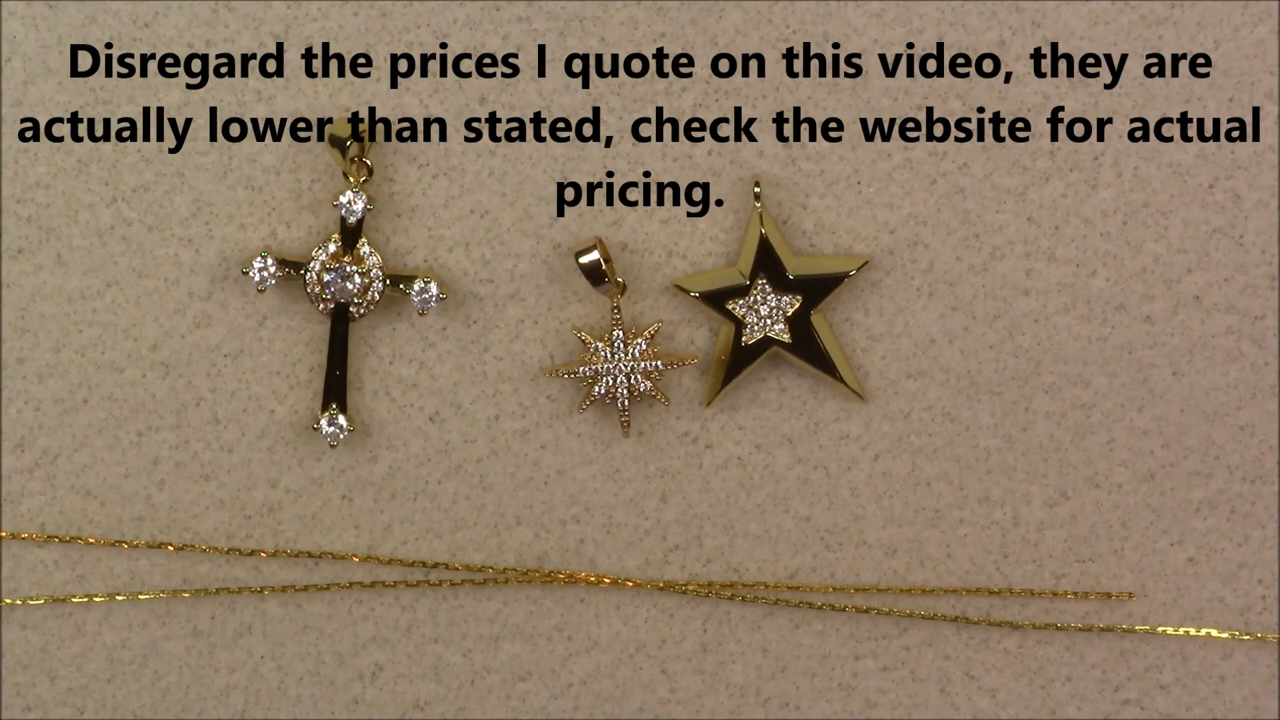 Disregard the prices I quote on this video, they are
actually lower than stated, check the website for actual
pricing.